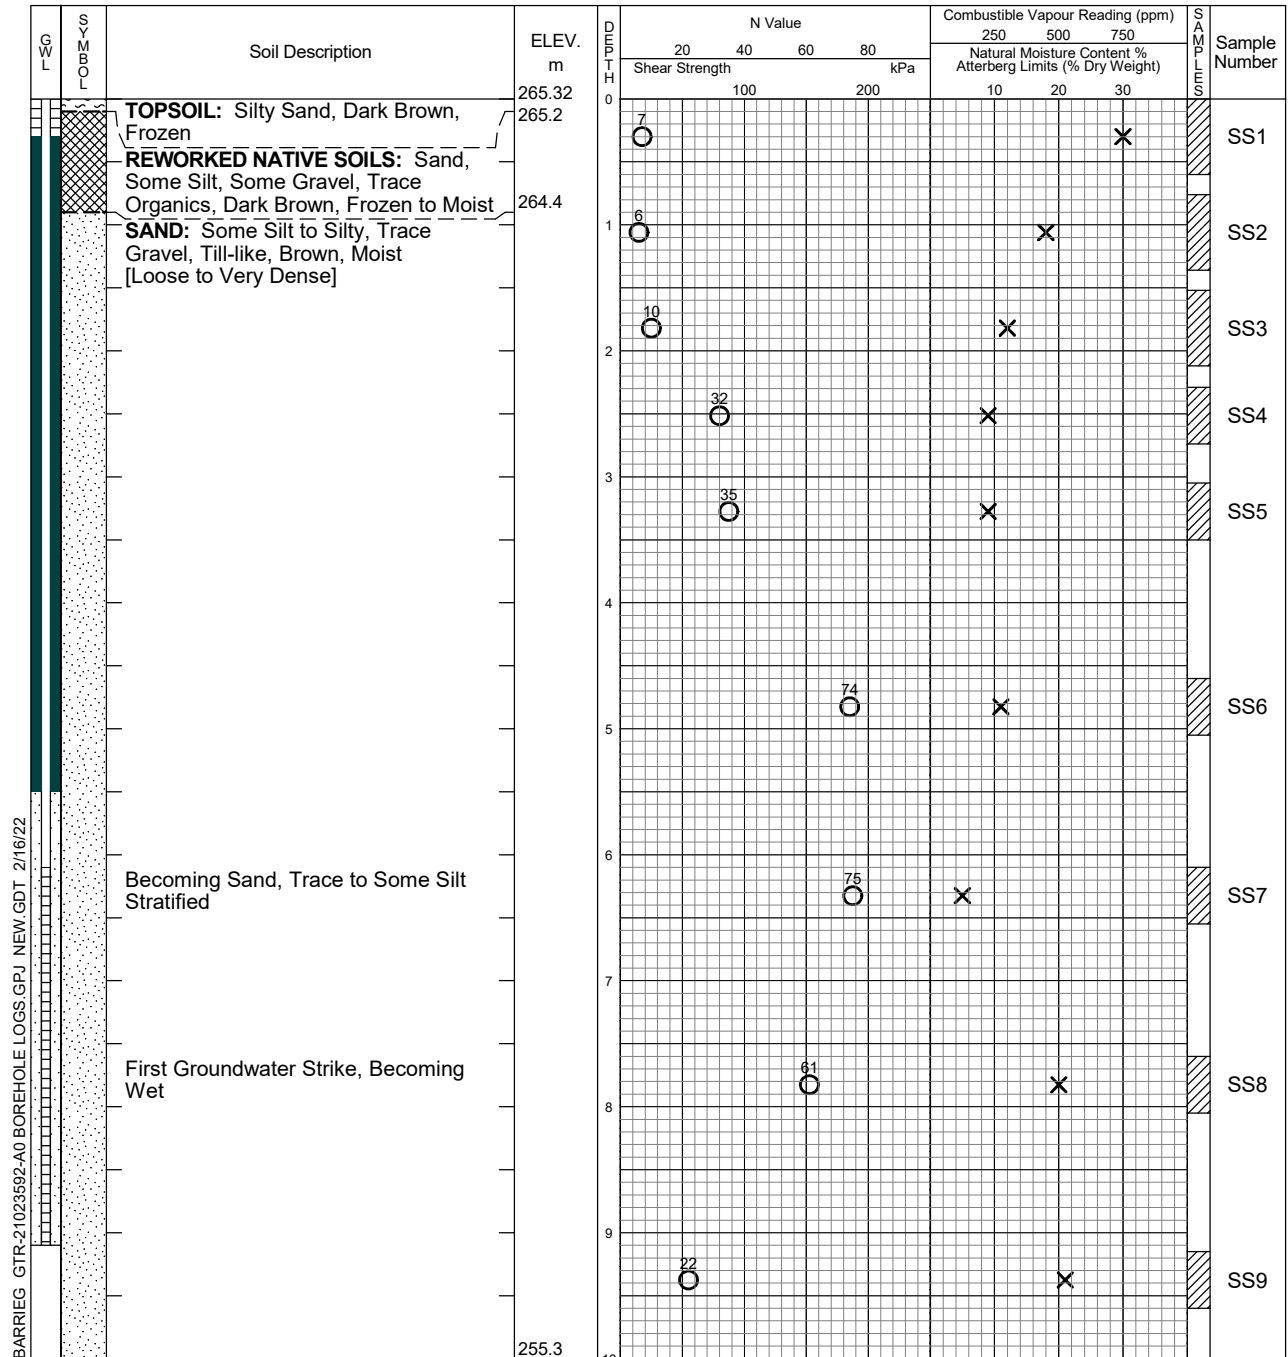 GWL
SYMBOL
Soil Description
ELEV.
m
DEPTH
N Value
20 40 60 80
Shear Strength kPa
100 200
Combustible Vapour Reading (ppm)
250 500 750
Natural Moisture Content %
Atterberg Limits (% Dry Weight)
10 20 30
SAMPLES
Sample
Number
265.32
0
TOPSOIL: Silty Sand, Dark Brown,
Frozen
265.2
7
SS1
REWORKED NATIVE SOILS: Sand,
Some Silt, Some Gravel, Trace
Organics, Dark Brown, Frozen to Moist
264.4
6
1
SS2
SAND: Some Silt to Silty, Trace
Gravel, Till-like, Brown, Moist
[Loose to Very Dense]
10
SS3
2
32
SS4
3
35
SS5
4
74
SS6
5
6
Becoming Sand, Trace to Some Silt
Stratified
75
SS7
7
First Groundwater Strike, Becoming
Wet
61
SS8
8
9
22
SS9
255.3
10
BARRIEG GTR-21023592-A0 BOREHOLE LOGS.GPJ NEW.GDT 2/16/22